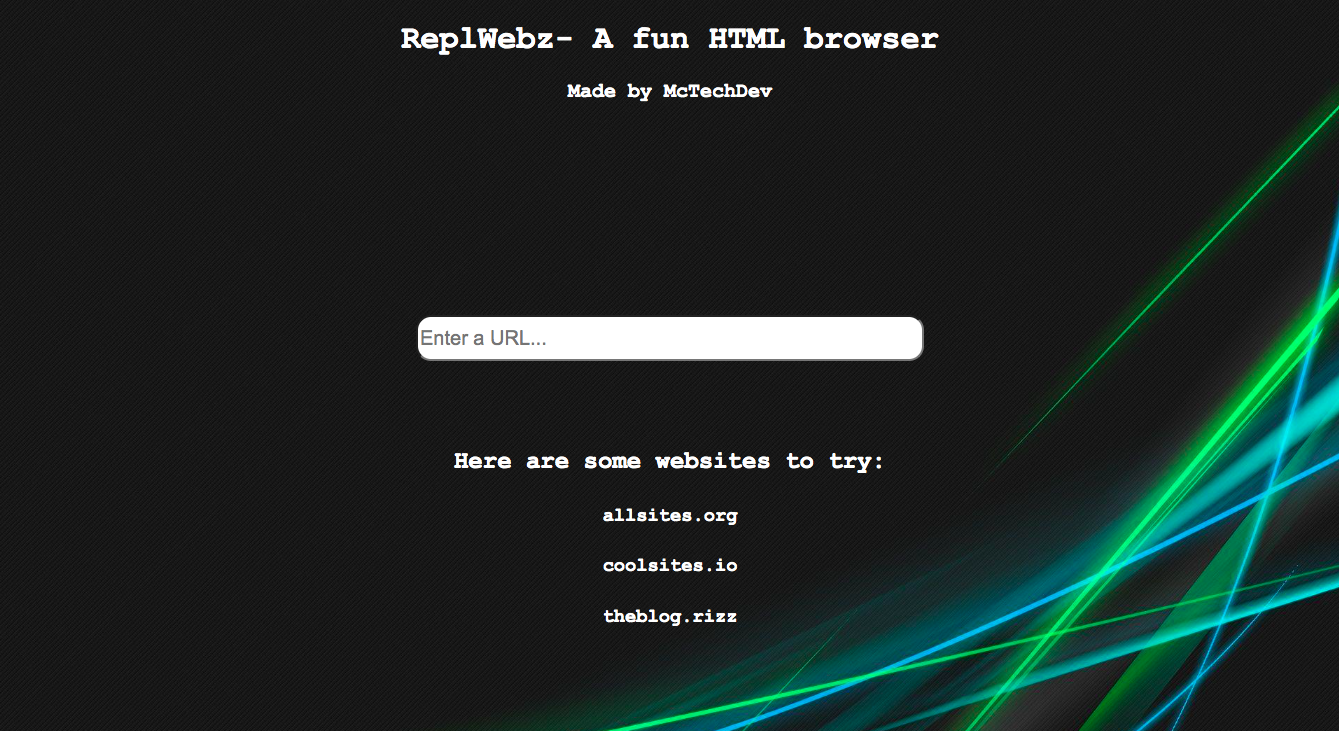 ReplWebz- A fun HTML browser
Made by McTechDev
Enter a URL...
Here are some websites to try:
allsites.org
coolsites.io
theblog.rizz